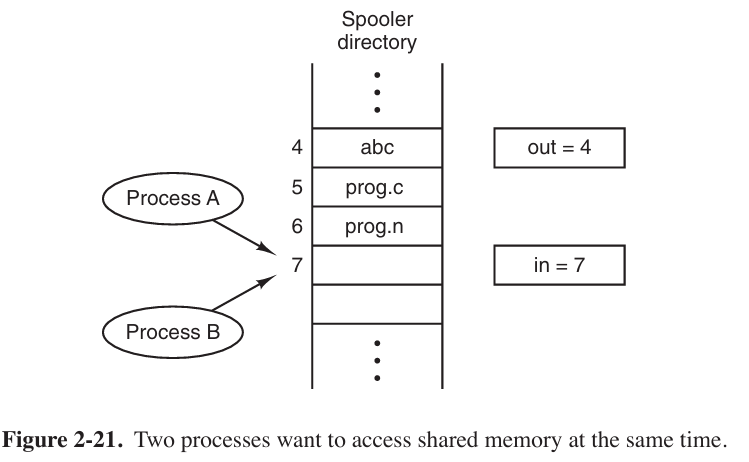 Spooler
directory
4 abc out = 4
5 prog.c
Process A
6 prog.n
7 in = 7
Process B
Figure 2-21. Two processes want to access shared memory at the same time.